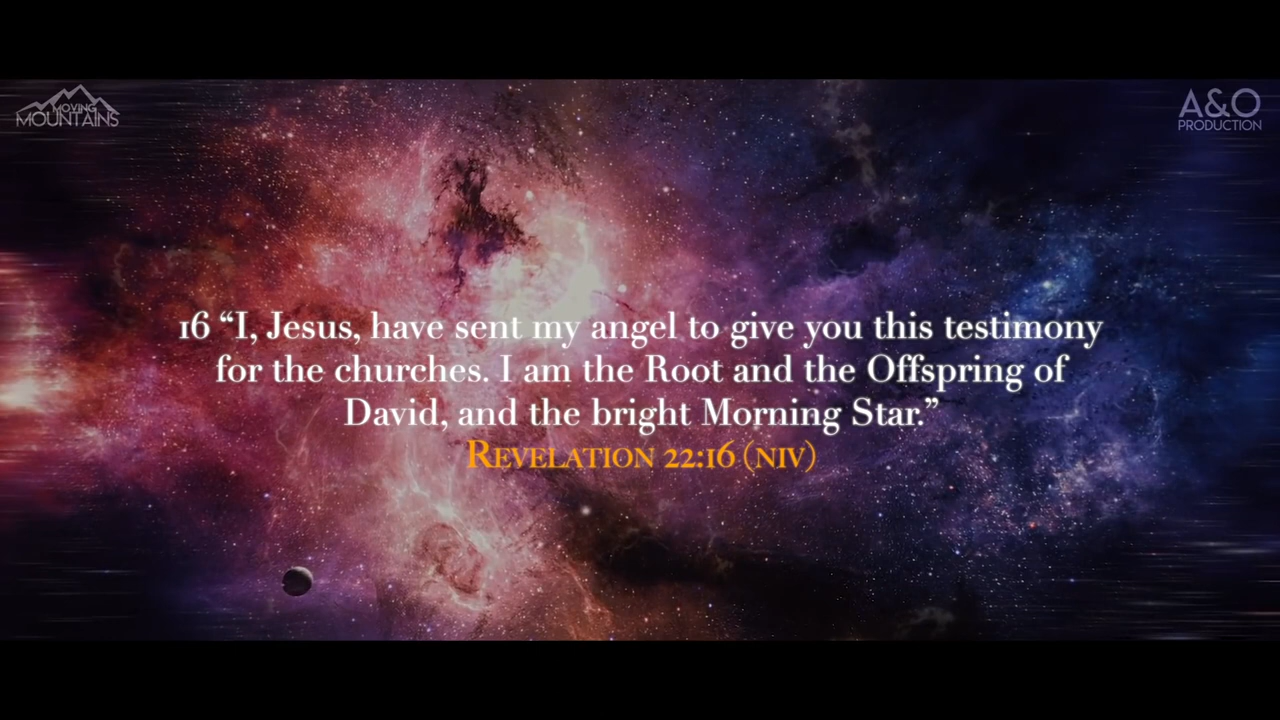 MOVING
MOUNTAINS
A&O
PRODUCTION
16 “I, Jesus, have sent my angel to give you this testimony
for the churches. I am the Root and the Offspring of
David, and the bright Morning Star.”
REVELATION 22:16 (NIV)